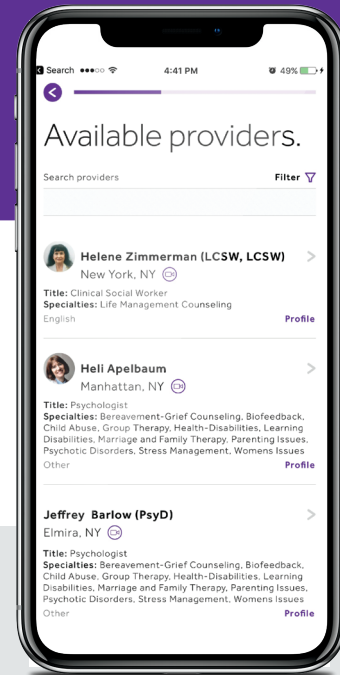 Search
4:41 PM
49%
Available providers.
Search providers
Filter
Helene Zimmerman (LCSW, LCSW)
New York, NY
Title: Clinical Social Worker
Specialties: Life Management Counseling
English
Profile
Heli Apelbaum
Manhattan, NY
Title: Psychologist
Specialties: Bereavement-Grief Counseling, Biofeedback,
Child Abuse, Group Therapy, Health-Disabilities, Learning
Disabilities, Marriage and Family Therapy, Parenting Issues,
Psychotic Disorders, Stress Management, Womens Issues
Other
Profile
Jeffrey Barlow (PsyD)
Elmira, NY
Title: Psychologist
Specialties: Bereavement-Grief Counseling, Biofeedback,
Child Abuse, Group Therapy, Health-Disabilities, Learning
Disabilities, Marriage and Family Therapy, Parenting Issues,
Psychotic Disorders, Stress Management, Womens Issues
Other
Profile